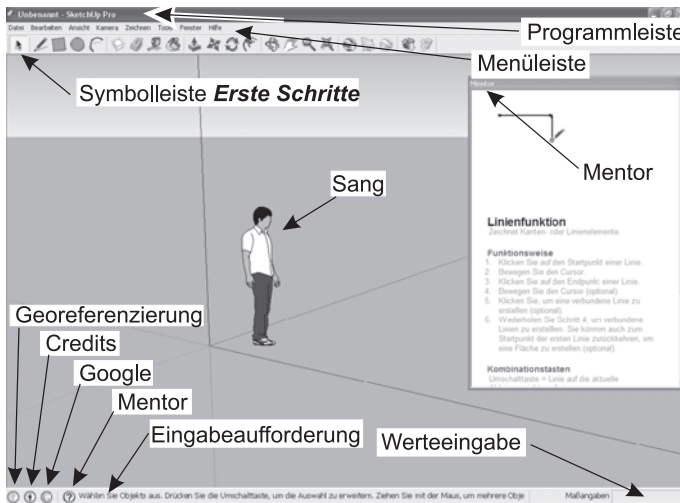 Unbenannt - SketchUp Pro
Programmleiste
Datei Bearbeiten Ansicht Kamera Zeichnen Tools Fenster Hilfe
Menüleiste
Symbolleiste Erste Schritte
Mentor
Mentor
Sang
Linienfunktion
Zeichnet Kanten- oder Linienelemente.
Funktionsweise
1. Klicken Sie auf den Startpunkt einer Linie.
2. Bewegen Sie den Cursor.
3. Klicken Sie auf den Endpunkt einer Linie.
4. Bewegen Sie den Cursor (optional).
5. Klicken Sie, um eine verbundene Linie zu
erstellen (optional).
6. Wiederholen Sie Schritt 4, um verbundene
Linien zu erstellen. Sie können auch zum
Startpunkt der ersten Linie zurückkehren, um
eine Fläche zu erstellen (optional).
Kombinationstasten
Umschalttaste = Linie auf die aktuelle
Georeferenzierung
Credits
Google
Mentor
Eingabeaufforderung
Werteeingabe
Wählen Sie Objekte aus. Drücken Sie die Umschalttaste, um die Auswahl zu erweitern. Ziehen Sie mit der Maus, um mehrere Obje
Maßangaben